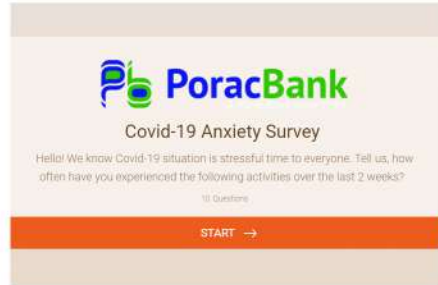 PoracBank
Covid-19 Anxiety Survey
Hello! We know Covid-19 situation is stressful time to everyone. Tell us, how
often have you experienced the following activities over the last 2 weeks?
10 Questions
START →